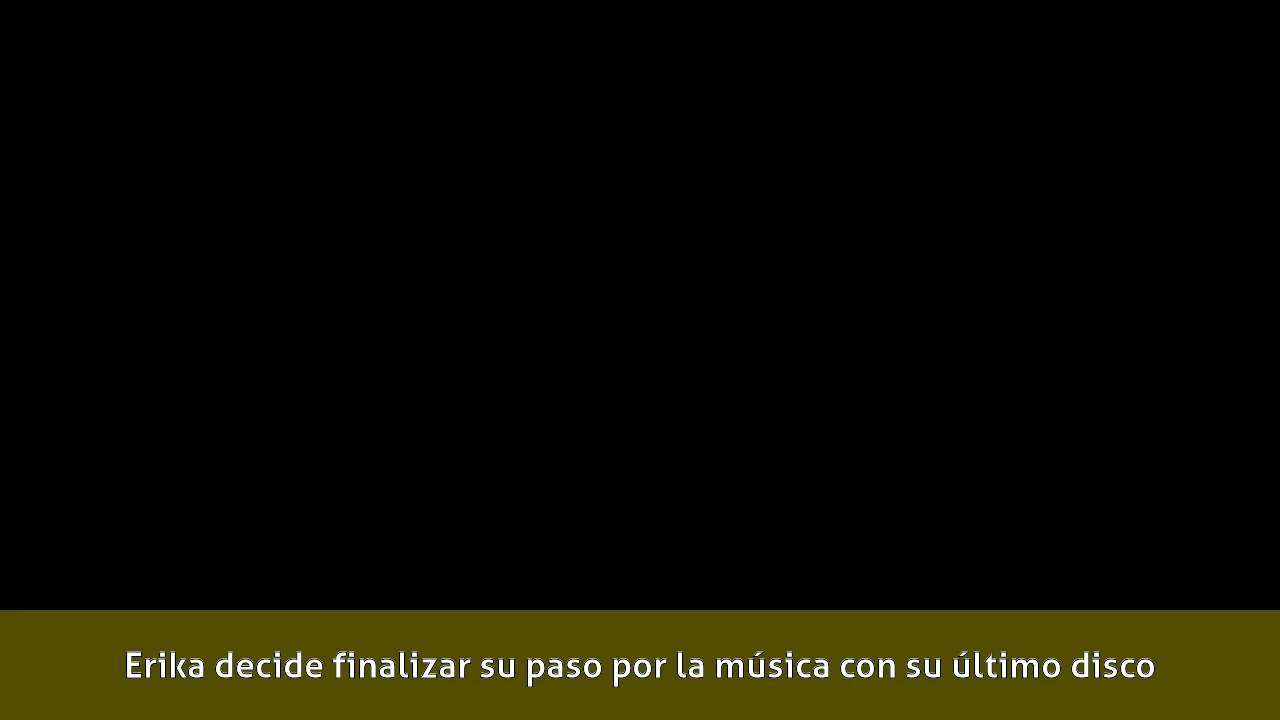 Erika decide finalizar su paso por la música con su último disco